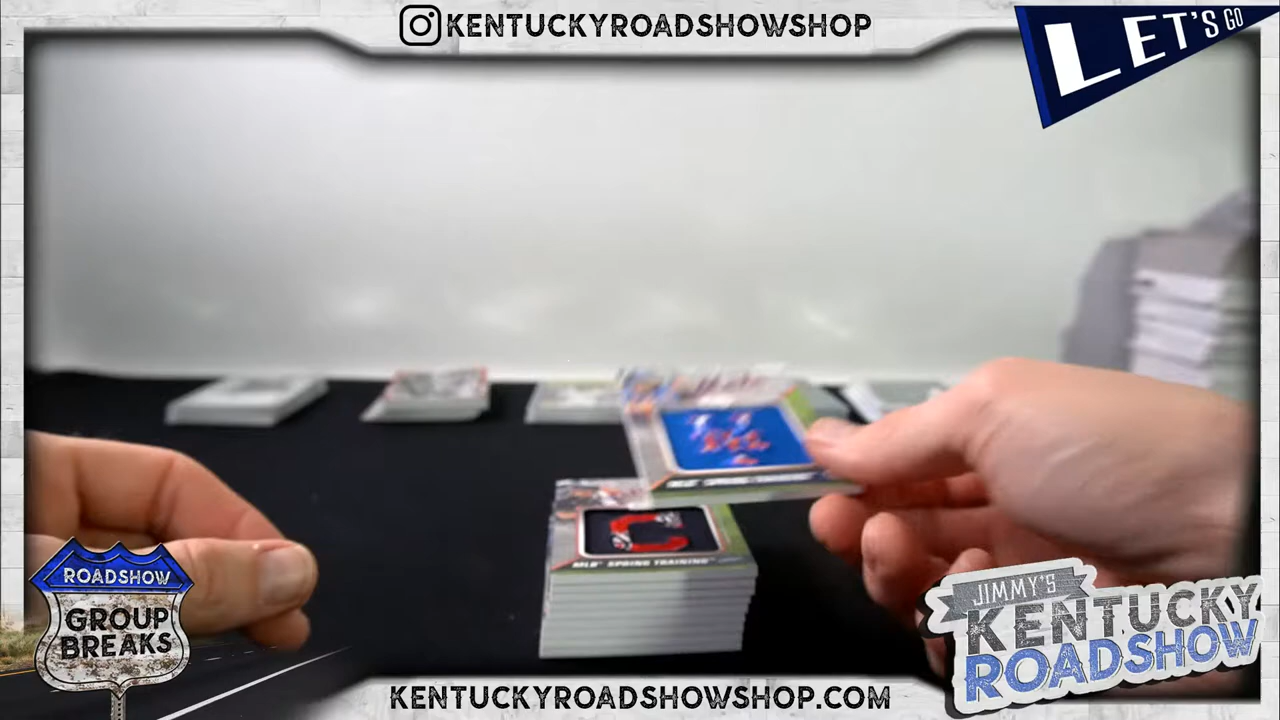 KENTUCKYROADSHOWSHOP
LET'S GO
MLB SPRING TRAINING
ROADSHOW
GROUP
BREAKS
JIMMY'S
KENTUCKY
ROADSHOW
KENTUCKYROADSHOWSHOP.COM